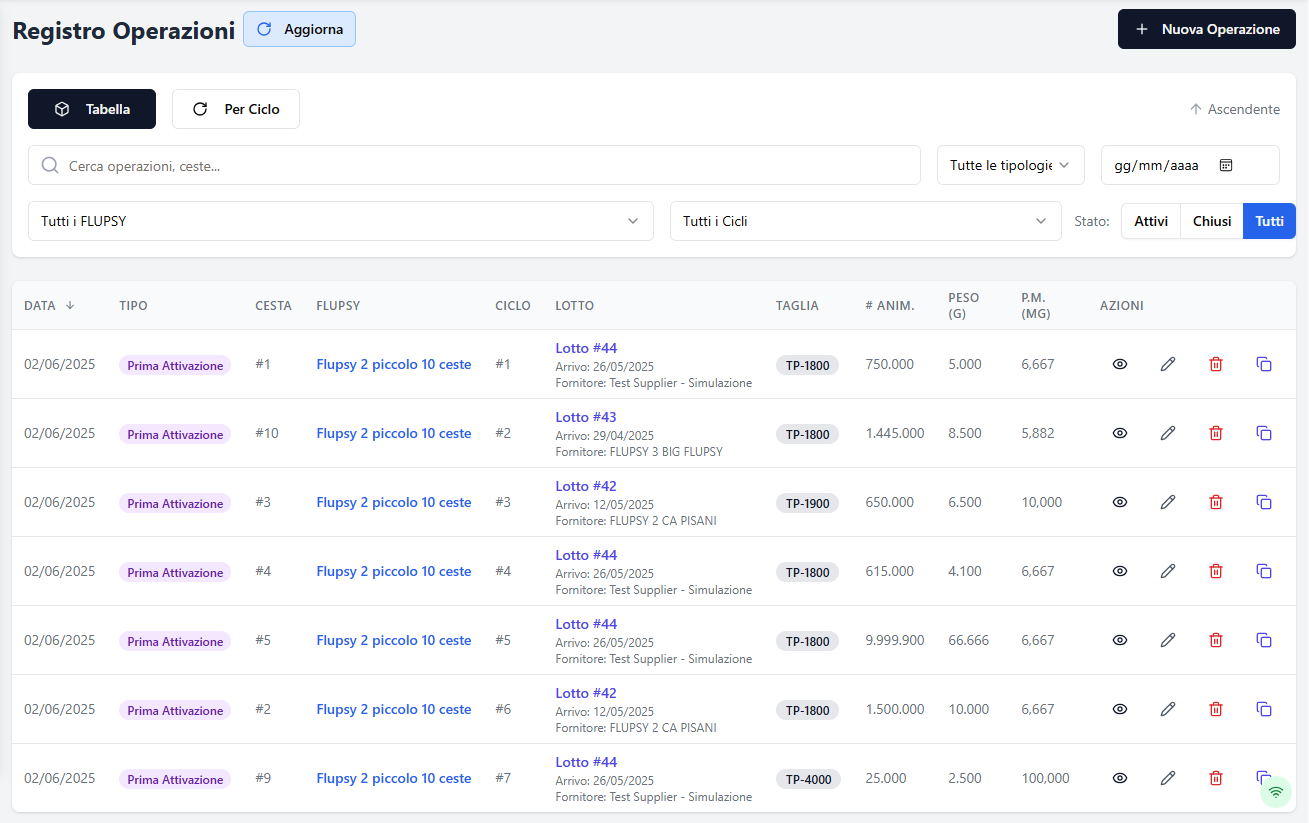 Registro Operazioni Aggiorna Nuova Operazione
Tabella Per Ciclo Ascendente
Cerca operazioni, ceste... Tutte le tipologie gg/mm/aaaa
Tutti i FLUPSY Tutti i Cicli Stato: Attivi Chiusi Tutti
DATA TIPO CESTA FLUPSY CICLO LOTTO TAGLIA # ANIM. PESO (G) P.M. (MG) AZIONI
02/06/2025 Prima Attivazione #1 Flupsy 2 piccolo 10 ceste #1 Lotto #44 TP-1800 750.000 5.000 6,667
Arrivo: 26/05/2025
Fornitore: Test Supplier - Simulazione
02/06/2025 Prima Attivazione #10 Flupsy 2 piccolo 10 ceste #2 Lotto #43 TP-1800 1.445.000 8.500 5,882
Arrivo: 29/04/2025
Fornitore: FLUPSY 3 BIG FLUPSY
02/06/2025 Prima Attivazione #3 Flupsy 2 piccolo 10 ceste #3 Lotto #42 TP-1900 650.000 6.500 10,000
Arrivo: 12/05/2025
Fornitore: FLUPSY 2 CA PISANI
02/06/2025 Prima Attivazione #4 Flupsy 2 piccolo 10 ceste #4 Lotto #44 TP-1800 615.000 4.100 6,667
Arrivo: 26/05/2025
Fornitore: Test Supplier - Simulazione
02/06/2025 Prima Attivazione #5 Flupsy 2 piccolo 10 ceste #5 Lotto #44 TP-1800 9.999.900 66.666 6,667
Arrivo: 26/05/2025
Fornitore: Test Supplier - Simulazione
02/06/2025 Prima Attivazione #2 Flupsy 2 piccolo 10 ceste #6 Lotto #42 TP-1800 1.500.000 10.000 6,667
Arrivo: 12/05/2025
Fornitore: FLUPSY 2 CA PISANI
02/06/2025 Prima Attivazione #9 Flupsy 2 piccolo 10 ceste #7 Lotto #44 TP-4000 25.000 2.500 100,000
Arrivo: 26/05/2025
Fornitore: Test Supplier - Simulazione